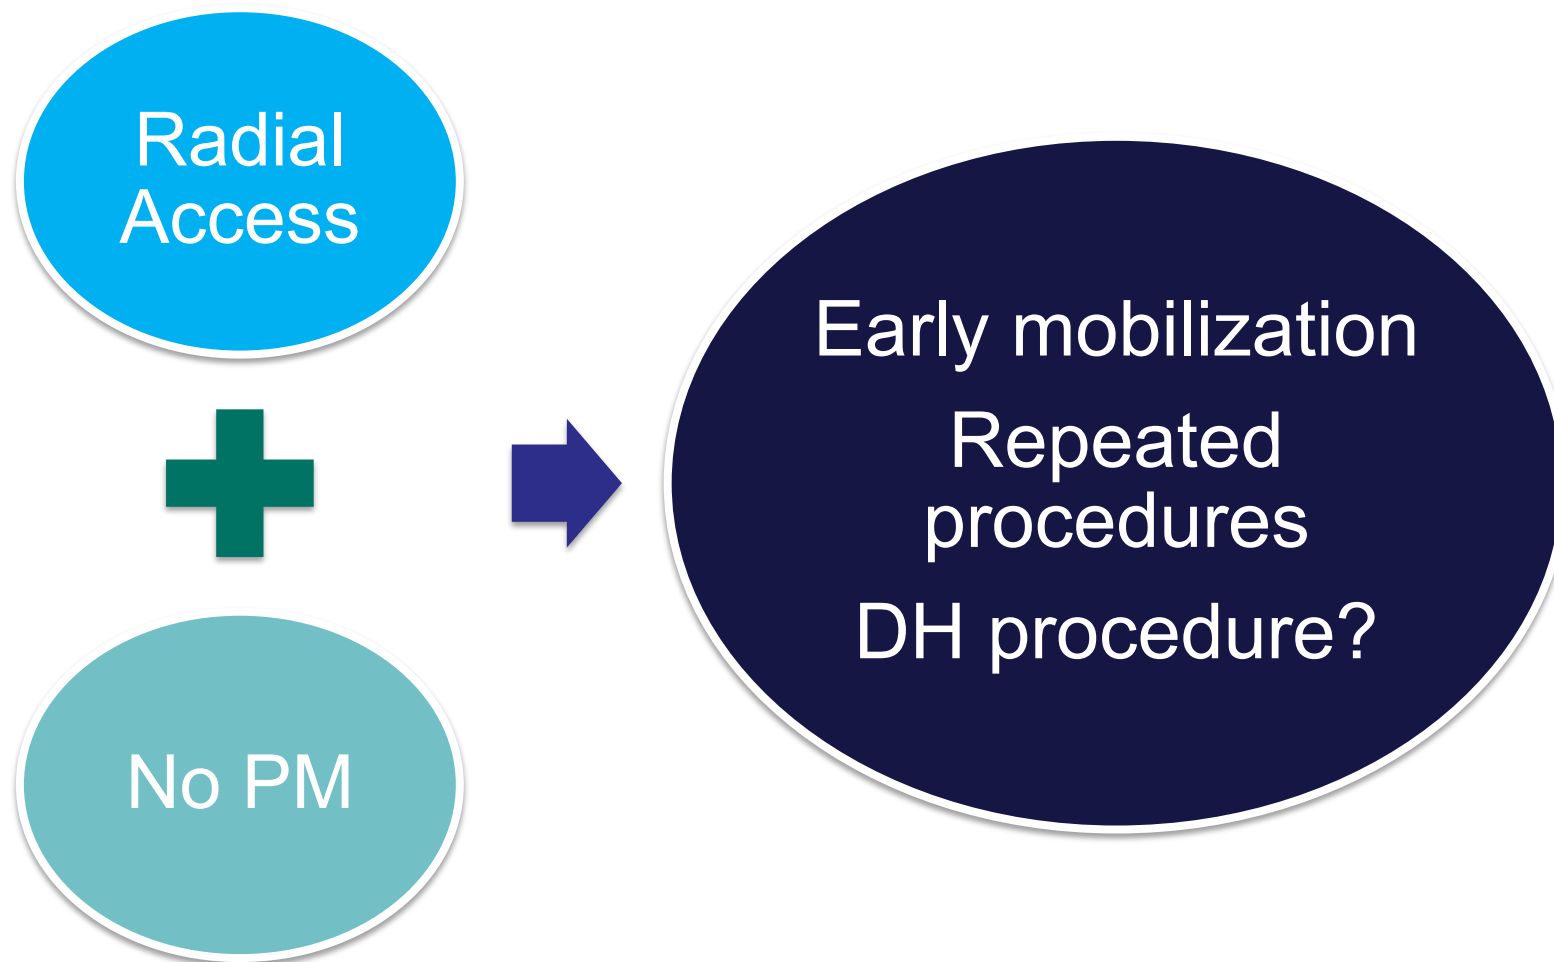 Radial
Access
No PM
Early mobilization
Repeated
procedures
DH procedure?